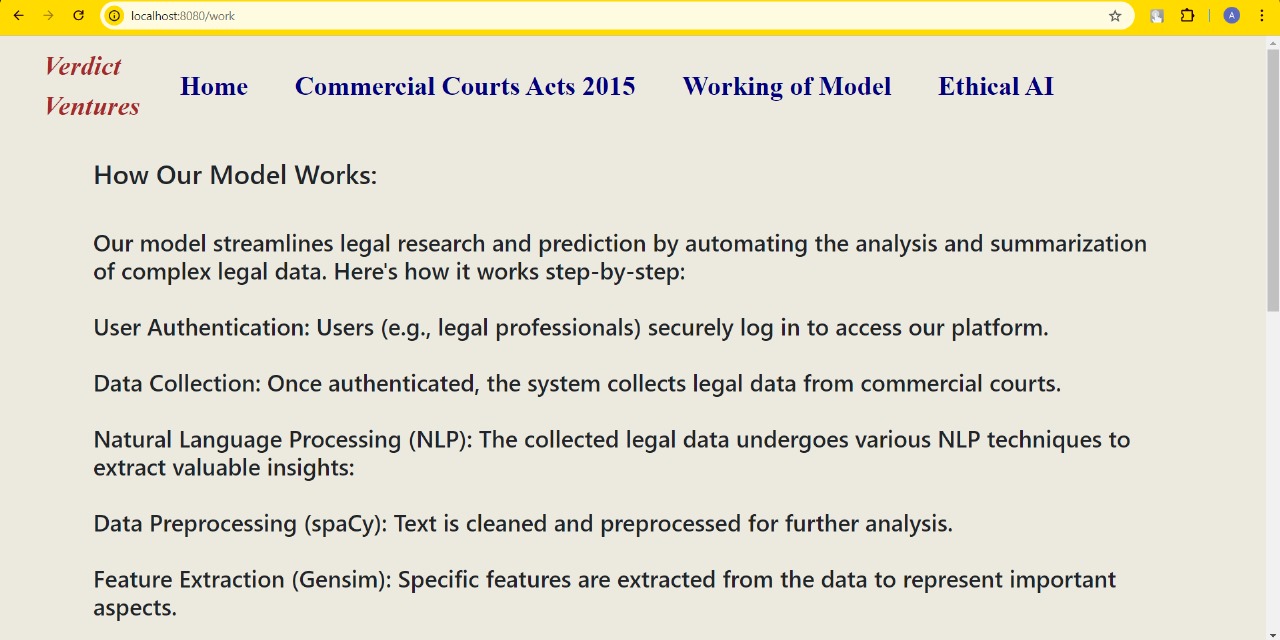 localhost:8080/work
A
Verdict
Ventures
Home Commercial Courts Acts 2015 Working of Model Ethical AI
How Our Model Works:
Our model streamlines legal research and prediction by automating the analysis and summarization
of complex legal data. Here's how it works step-by-step:
User Authentication: Users (e.g., legal professionals) securely log in to access our platform.
Data Collection: Once authenticated, the system collects legal data from commercial courts.
Natural Language Processing (NLP): The collected legal data undergoes various NLP techniques to
extract valuable insights:
Data Preprocessing (spaCy): Text is cleaned and preprocessed for further analysis.
Feature Extraction (Gensim): Specific features are extracted from the data to represent important
aspects.